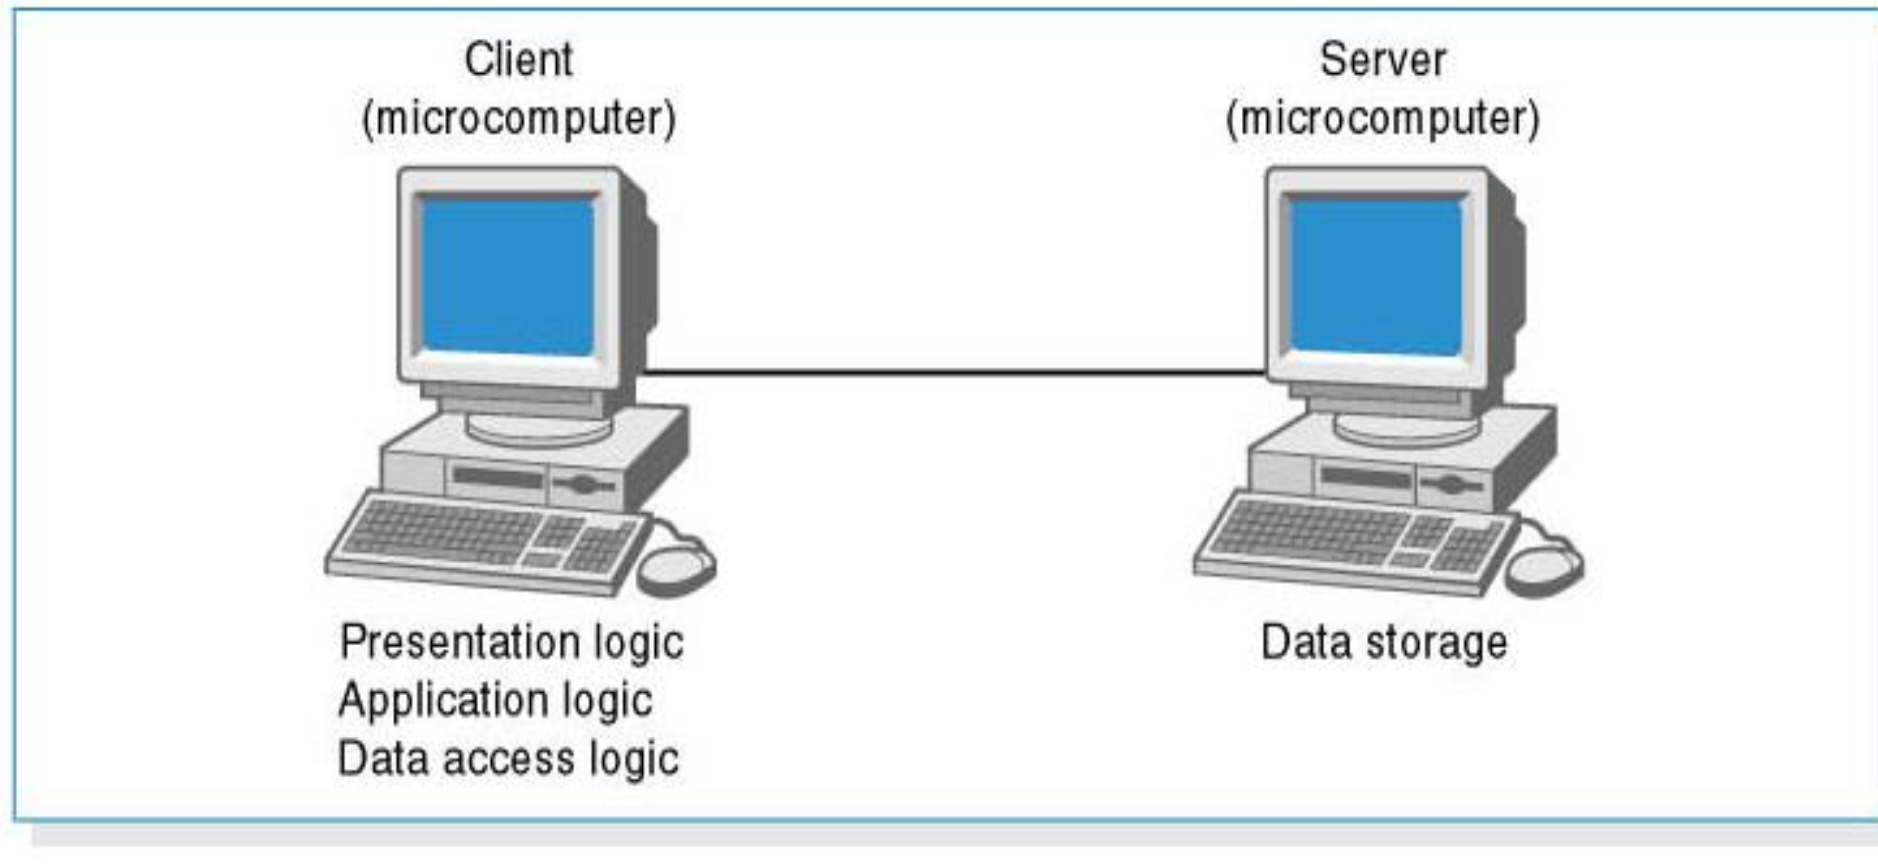 Client
(microcomputer)
Server
(microcomputer)
Presentation logic
Application logic
Data access logic
Data storage